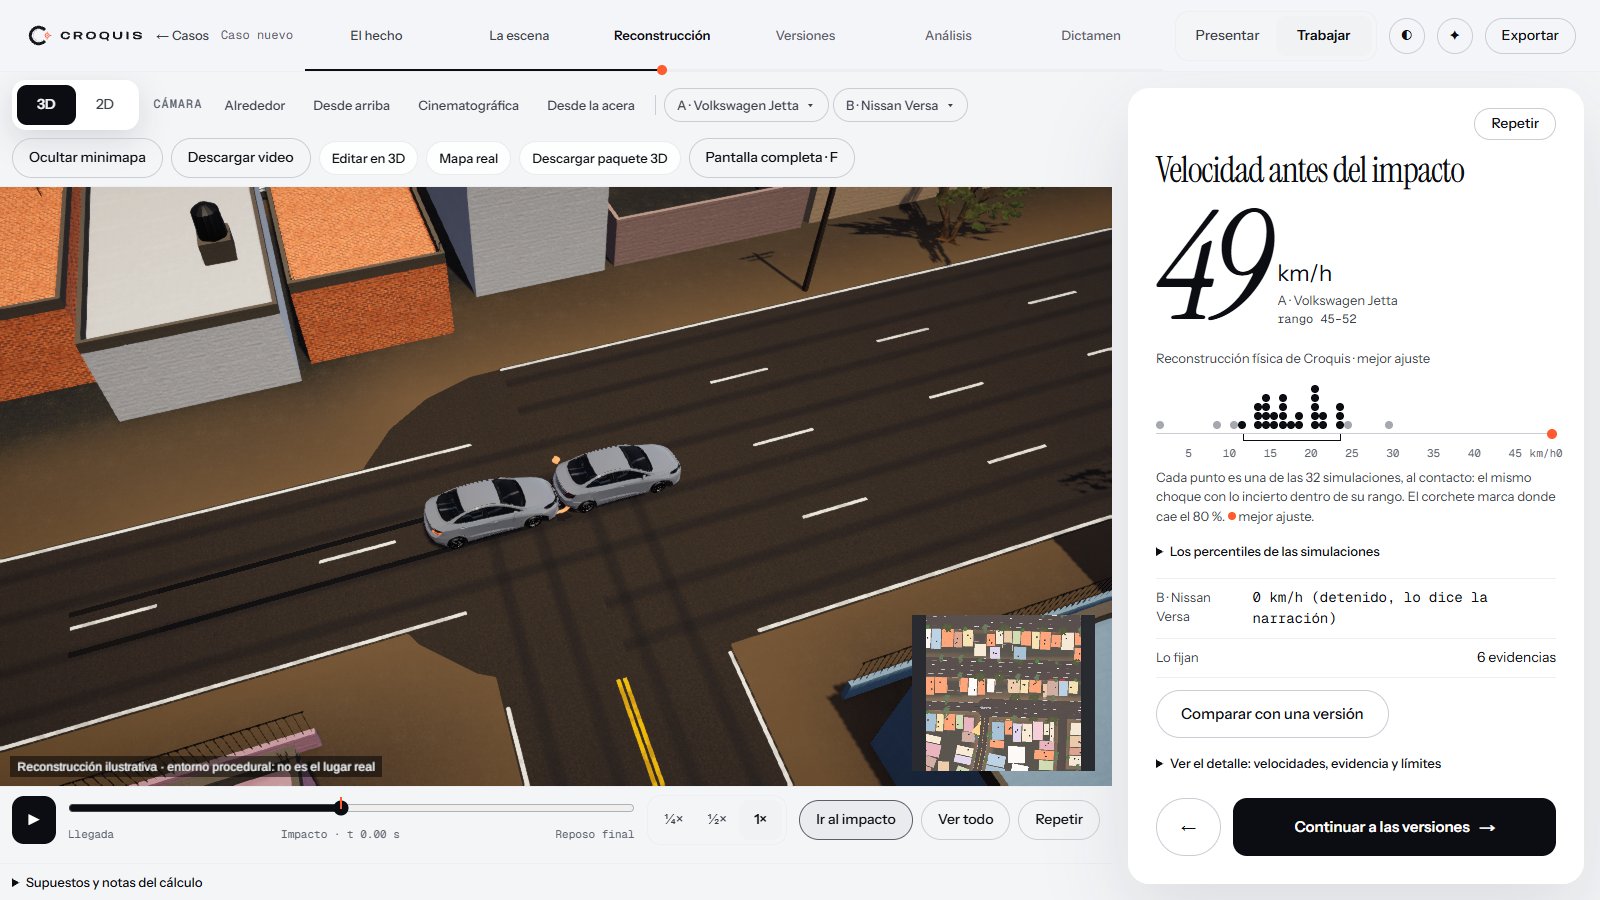 CROQUIS
← Casos
Caso nuevo
El hecho
La escena
Reconstrucción
Versiones
Análisis
Dictamen
Presentar
Trabajar
Exportar
3D
2D
CÁMARA
Alrededor
Desde arriba
Cinematográfica
Desde la acera
A · Volkswagen Jetta
B · Nissan Versa
Ocultar minimapa
Descargar video
Editar en 3D
Mapa real
Descargar paquete 3D
Pantalla completa · F
Reconstrucción ilustrativa - entorno procedural: no es el lugar real
Llegada
Impacto · t 0.00 s
Reposo final
¼×
½×
1×
Ir al impacto
Ver todo
Repetir
Supuestos y notas del cálculo
Repetir
Velocidad antes del impacto
49
km/h
A · Volkswagen Jetta
rango 45–52
Reconstrucción física de Croquis · mejor ajuste
5 10 15 20 25 30 35 40 45 km/h0
Cada punto es una de las 32 simulaciones, al contacto: el mismo
choque con lo incierto dentro de su rango. El corchete marca donde
cae el 80 %. mejor ajuste.
Los percentiles de las simulaciones
B · Nissan
Versa
0 km/h (detenido, lo dice la
narración)
Lo fijan
6 evidencias
Comparar con una versión
Ver el detalle: velocidades, evidencia y límites
←
Continuar a las versiones →